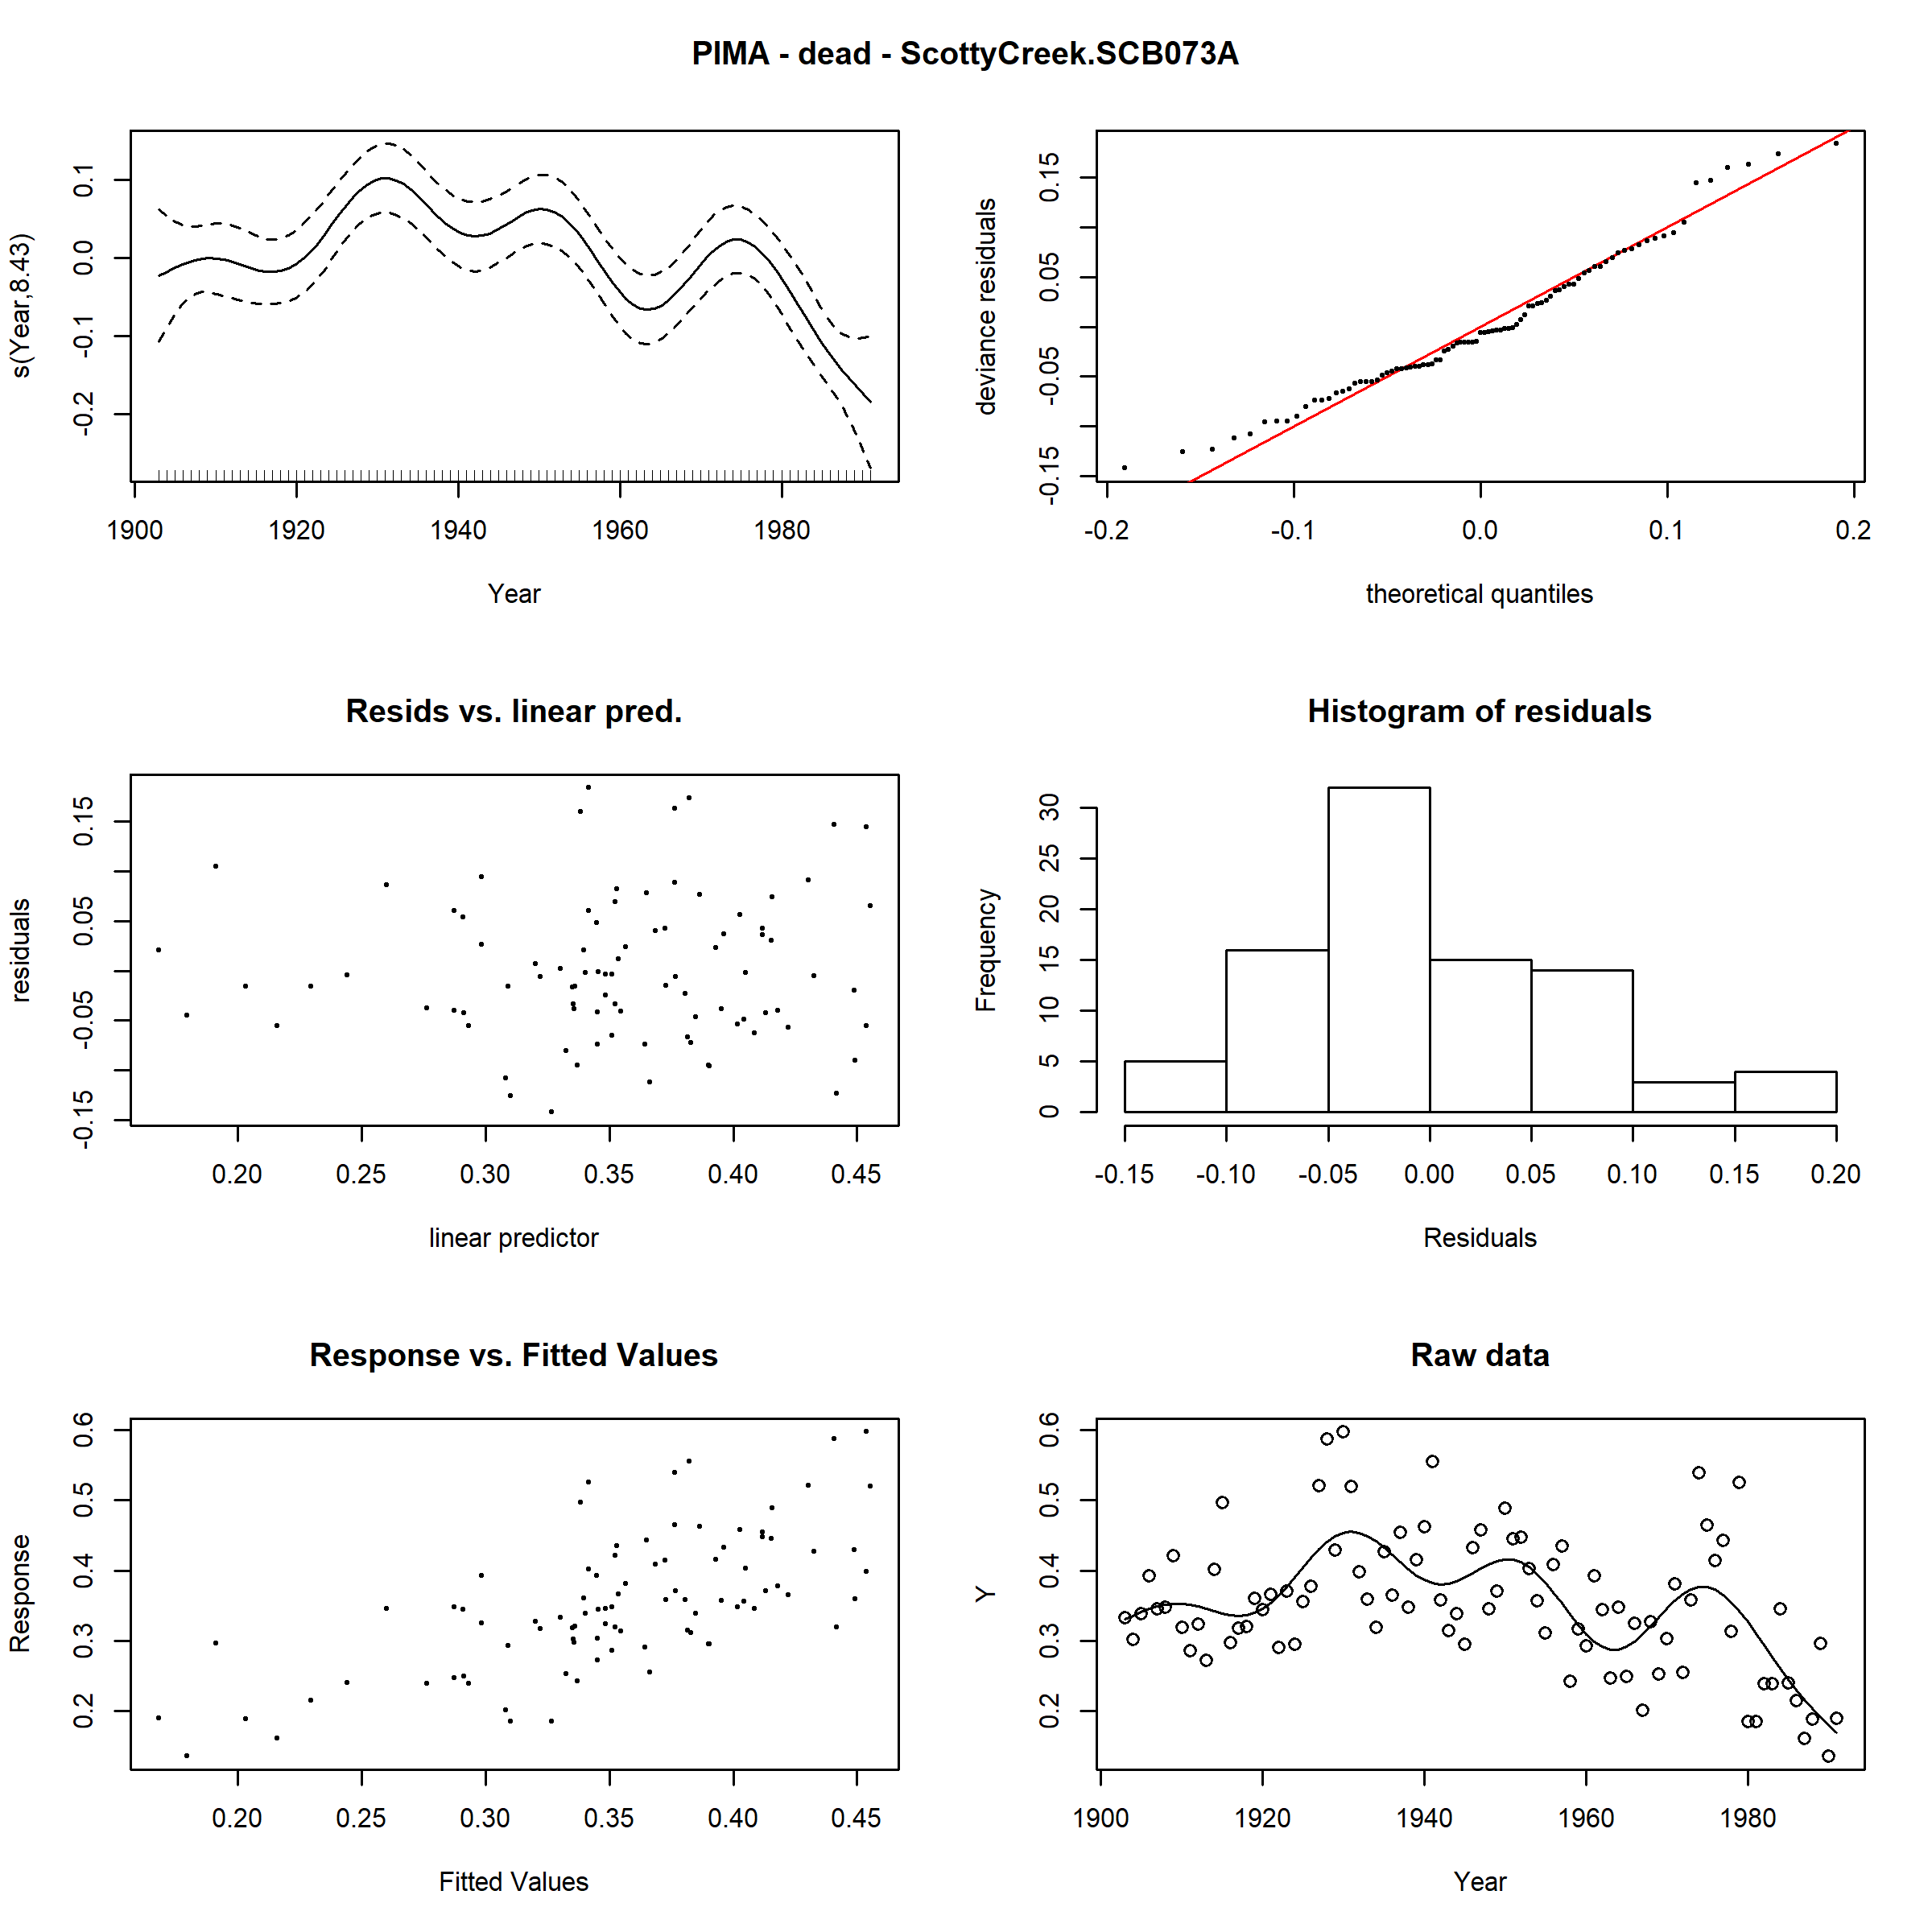 PIMA - dead - ScottyCreek.SCB073A
s(Year,8.43)
0.1
0.0
-0.1
-0.2
1900 1920 1940 1960 1980
Year
deviance residuals
0.15
0.05
-0.05
-0.15
-0.2 -0.1 0.0 0.1 0.2
theoretical quantiles
Resids vs. linear pred.
residuals
0.15
0.05
-0.05
-0.15
0.20 0.25 0.30 0.35 0.40 0.45
linear predictor
Histogram of residuals
Frequency
30
25
20
15
10
5
0
-0.15 -0.10 -0.05 0.00 0.05 0.10 0.15 0.20
Residuals
Response vs. Fitted Values
Response
0.6
0.5
0.4
0.3
0.2
0.20 0.25 0.30 0.35 0.40 0.45
Fitted Values
Raw data
Y
0.6
0.5
0.4
0.3
0.2
1900 1920 1940 1960 1980
Year